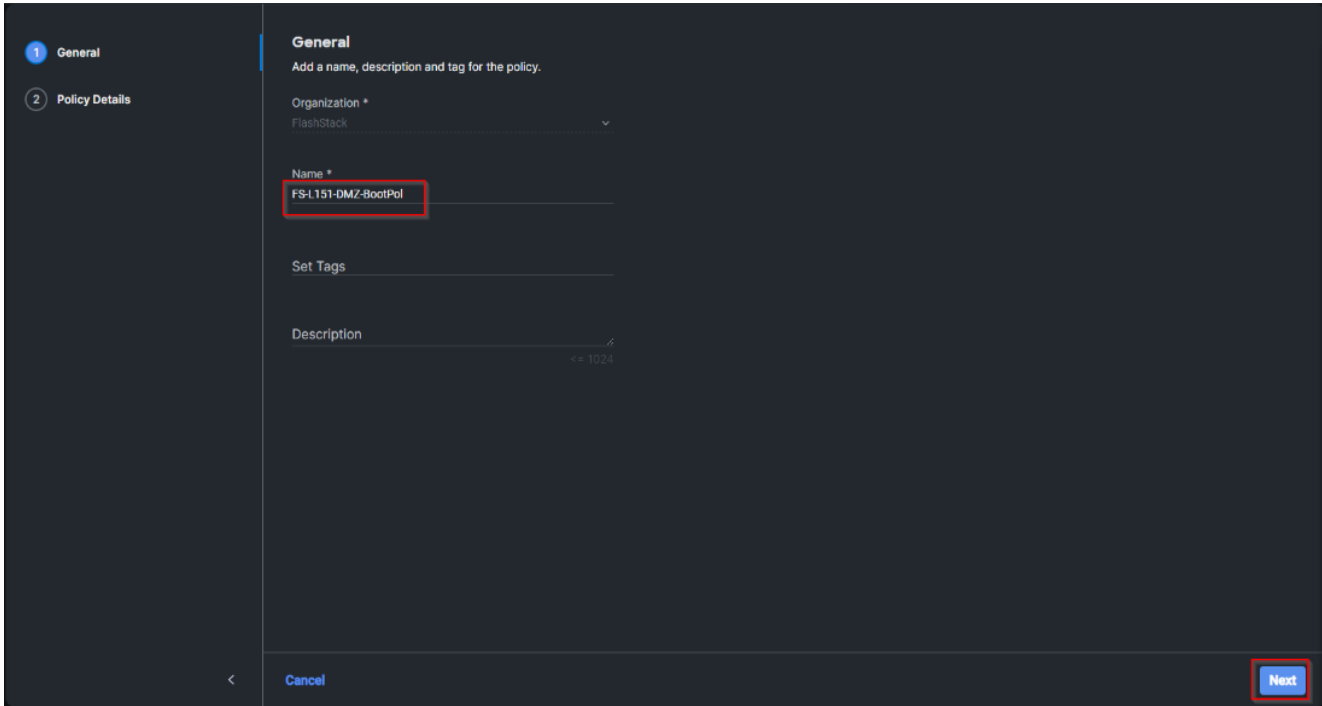 1 General
2 Policy Details
General
Add a name, description and tag for the policy.
Organization *
FlashStack
Name *
FS-L151-DMZ-BootPol
Set Tags
Description
<= 1024
< Cancel Next